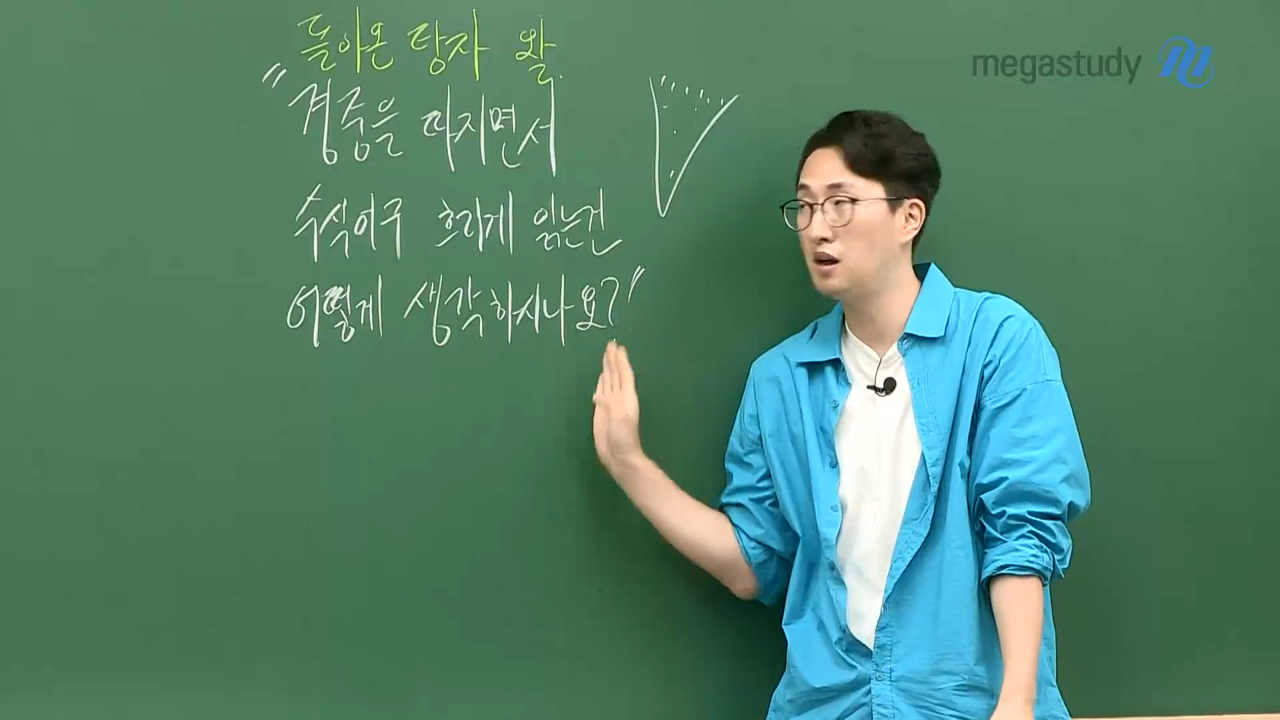 돌아온 탕자 왈.
"경중을 따지면서
수식어구 흐리게 읽는건
어떻게 생각하시나요?"
megastudy